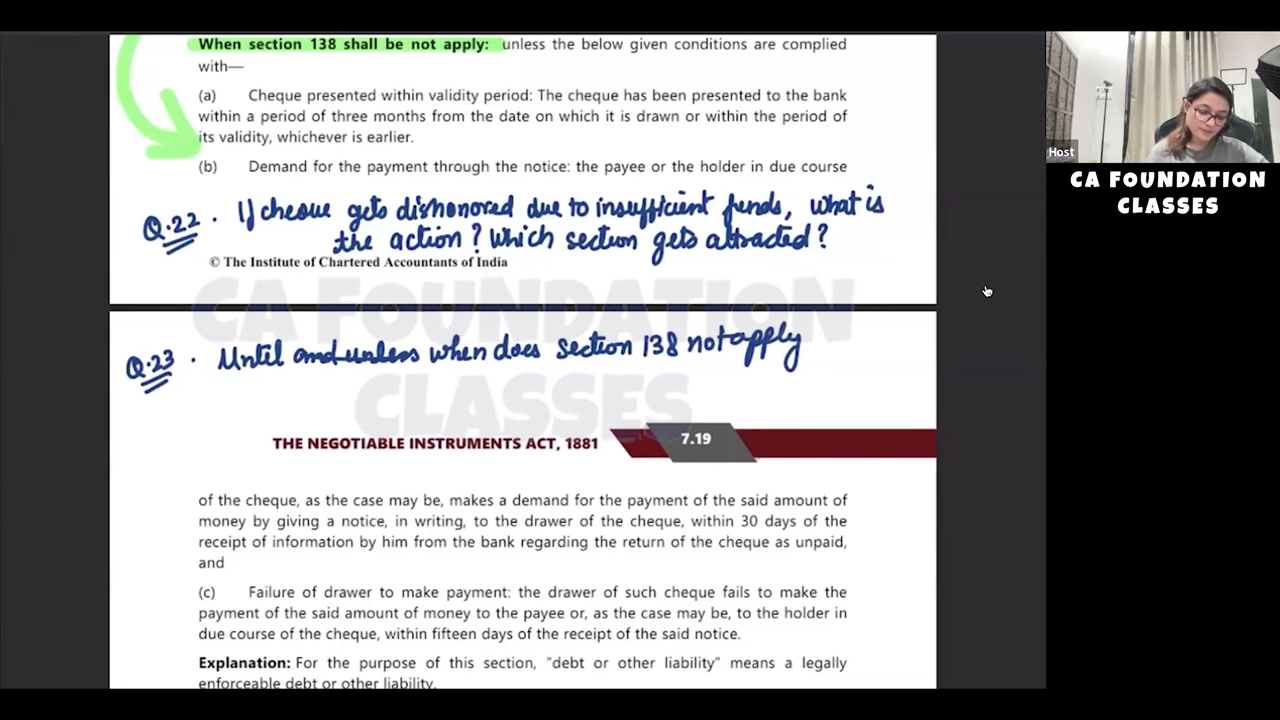 When section 138 shall be not apply: unless the below given conditions are complied
with—
(a) Cheque presented within validity period: The cheque has been presented to the bank
within a period of three months from the date on which it is drawn or within the period of
its validity, whichever is earlier.
(b) Demand for the payment through the notice: the payee or the holder in due course
Q.22. If cheque gets dishonored due to insufficient funds, what is
the action? Which section gets attracted?
© The Institute of Chartered Accountants of India
CA FOUNDATION
CLASSES
Q.23. Until and unless when does section 138 not apply
THE NEGOTIABLE INSTRUMENTS ACT, 1881
7.19
of the cheque, as the case may be, makes a demand for the payment of the said amount of
money by giving a notice, in writing, to the drawer of the cheque, within 30 days of the
receipt of information by him from the bank regarding the return of the cheque as unpaid,
and
(c) Failure of drawer to make payment: the drawer of such cheque fails to make the
payment of the said amount of money to the payee or, as the case may be, to the holder in
due course of the cheque, within fifteen days of the receipt of the said notice.
Explanation: For the purpose of this section, "debt or other liability" means a legally
enforceable debt or other liability.
Host
CA FOUNDATION
CLASSES